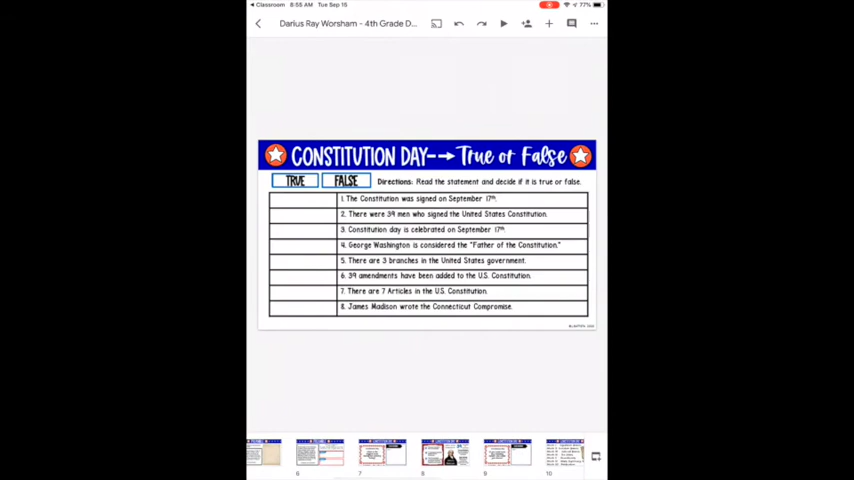 Classroom 8:55 AM Tue Sep 15 77%
Darius Ray Worsham - 4th Grade D...
CONSTITUTION DAY True or False
TRUE FALSE Directions: Read the statement and decide if it is true or false.
1. The Constitution was signed on September 17th.
2. There were 39 men who signed the United States Constitution.
3. Constitution day is celebrated on September 17th.
4. George Washington is considered the "Father of the Constitution."
5. There are 3 branches in the United States government.
6. 39 amendments have been added to the U.S. Constitution.
7. There are 7 Articles in the U.S. Constitution.
8. James Madison wrote the Connecticut Compromise.
6 7 8 9 10